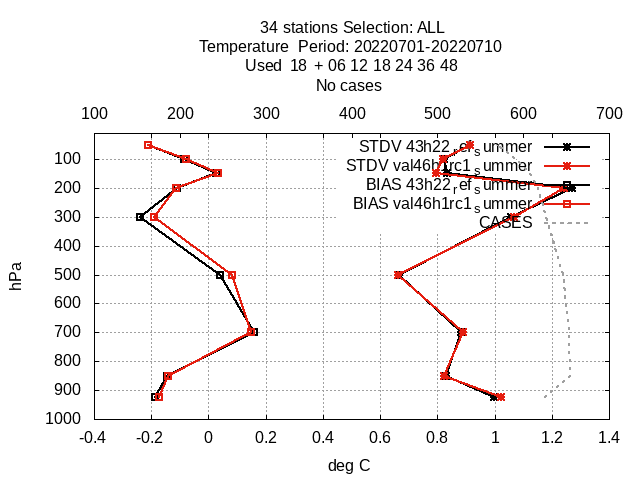 34 stations Selection: ALL
Temperature  Period: 20220701-20220710
Used  18  + 06 12 18 24 36 48
No cases
100 200 300 400 500 600 700
STDV 43h22_ref_summer
STDV val46h1rc1_summer
BIAS 43h22_ref_summer
BIAS val46h1rc1_summer
CASES
hPa
100
200
300
400
500
600
700
800
900
1000
-0.4 -0.2 0 0.2 0.4 0.6 0.8 1 1.2 1.4
deg C